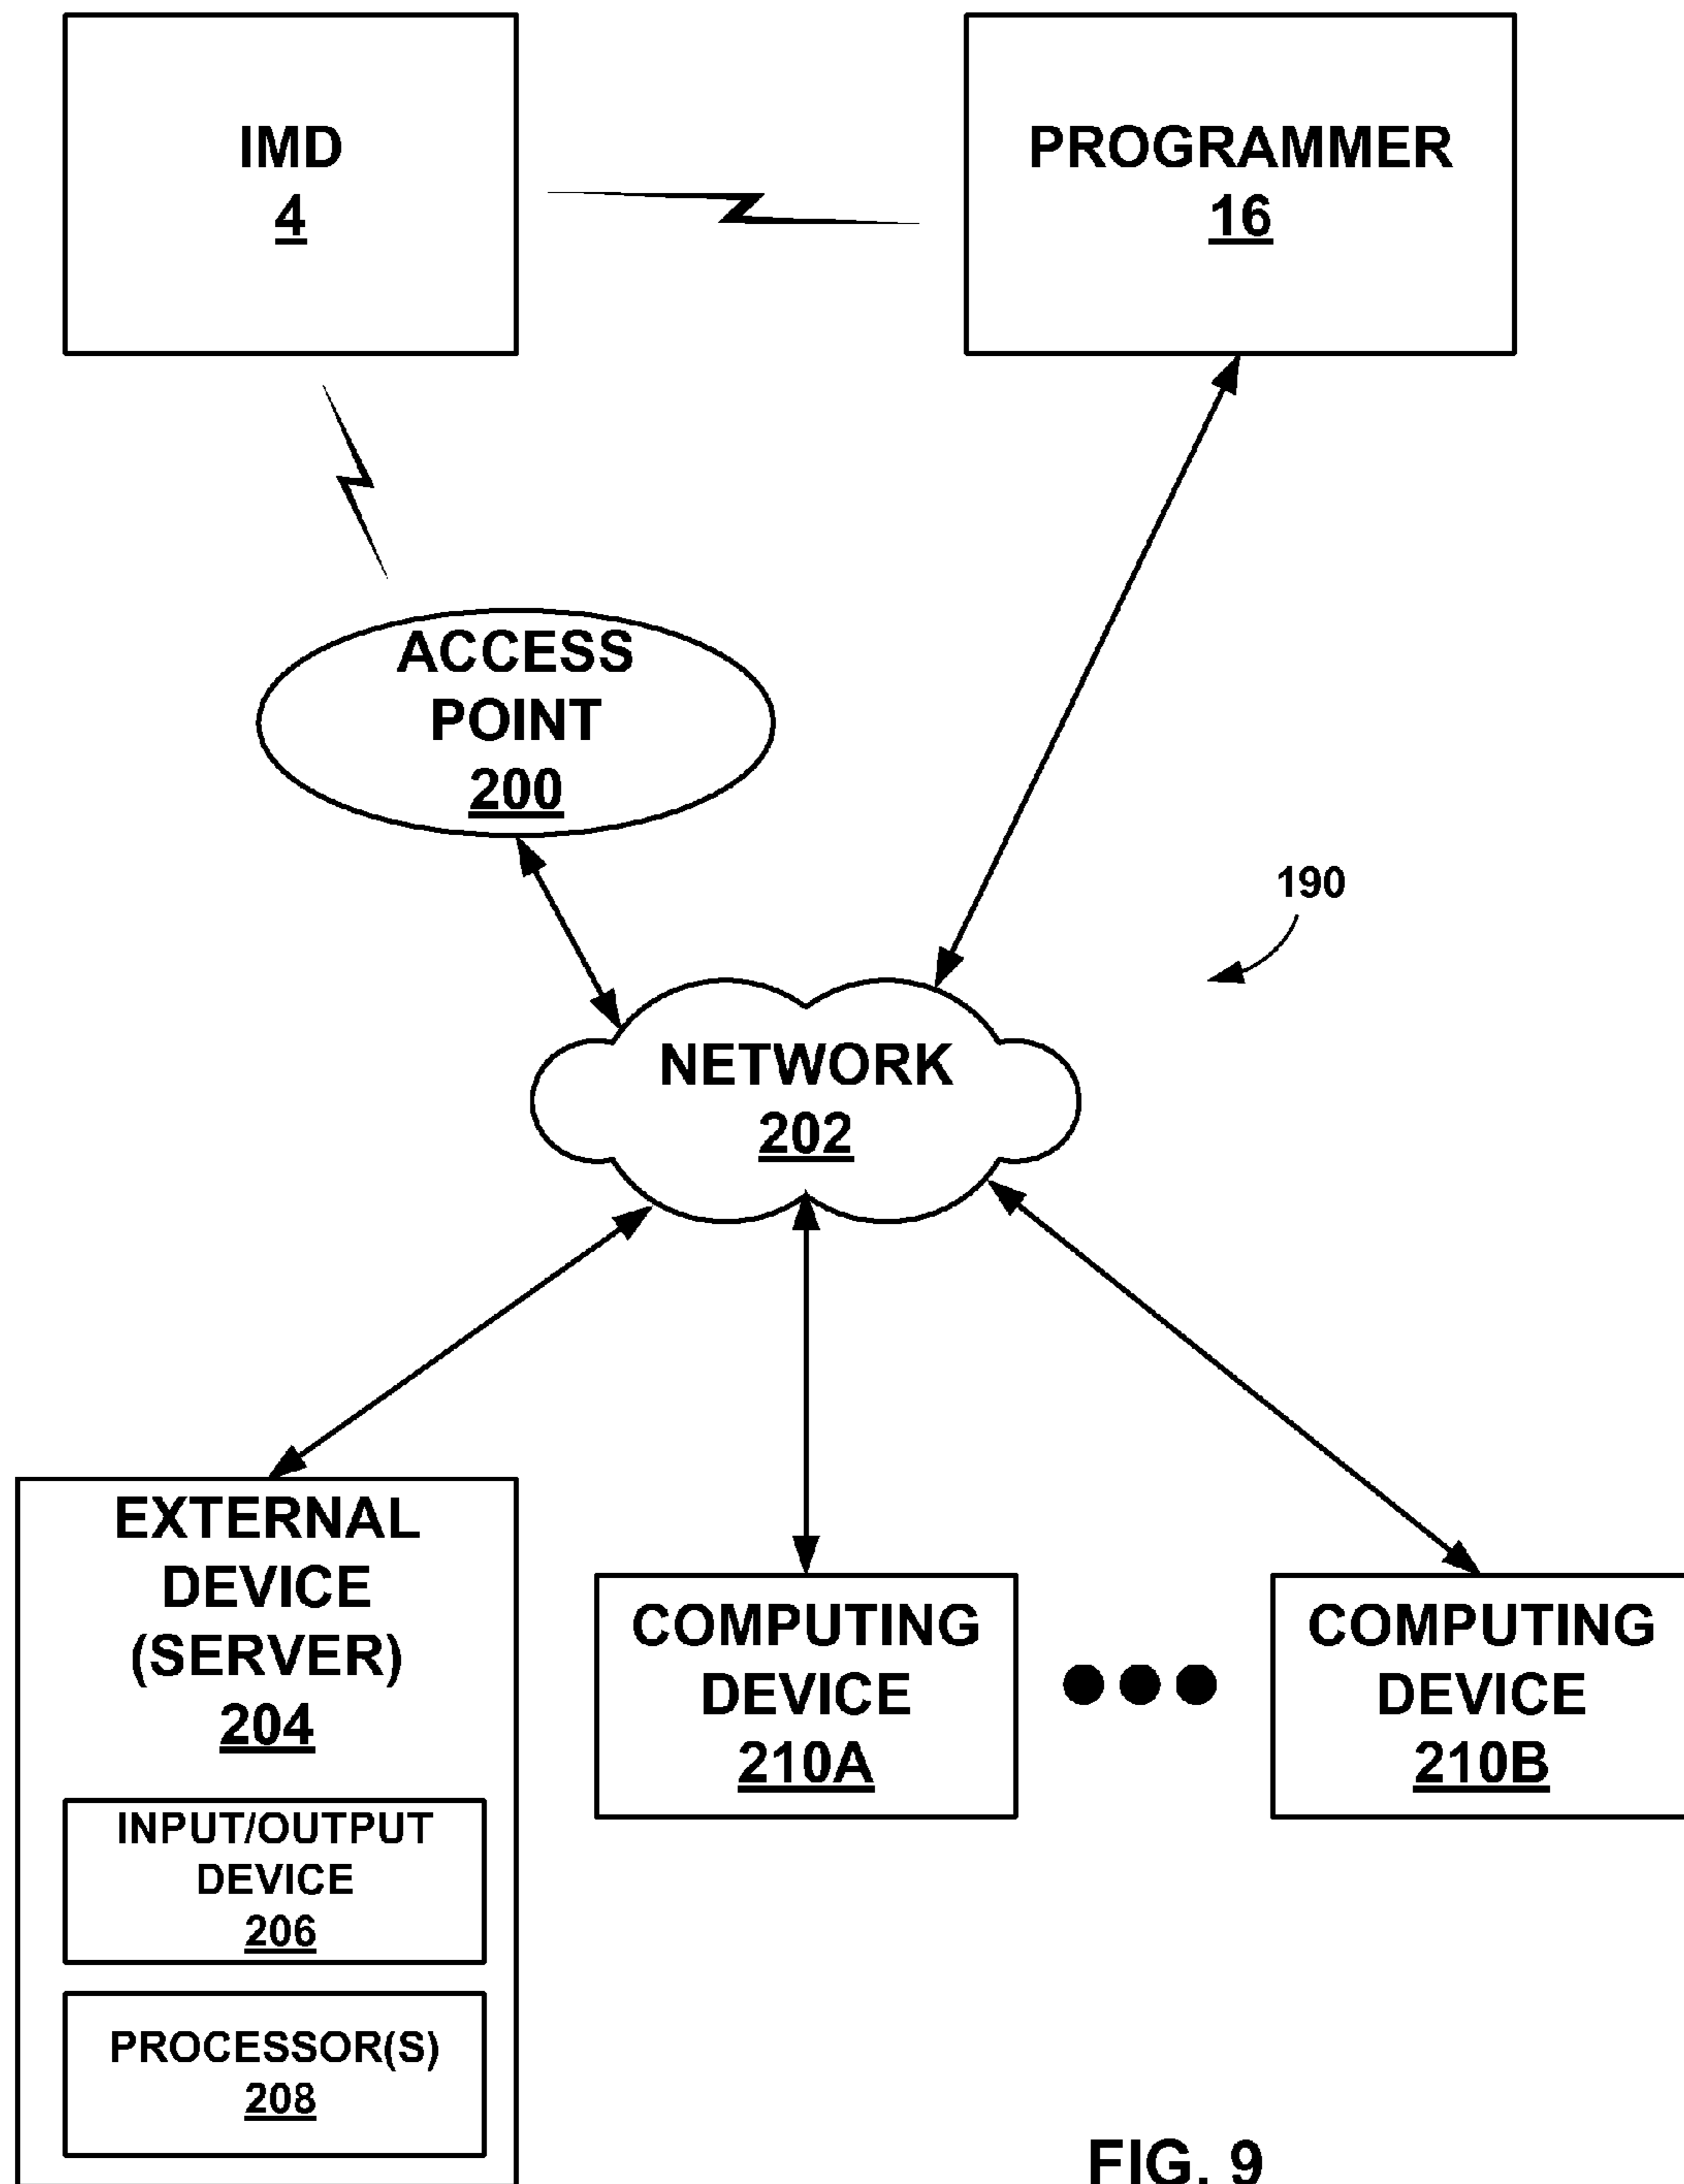 IMD
4
PROGRAMMER
16
ACCESS
POINT
200
190
NETWORK
202
EXTERNAL
DEVICE
(SERVER)
204
INPUT/OUTPUT
DEVICE
206
PROCESSOR(S)
208
COMPUTING
DEVICE
210A
COMPUTING
DEVICE
210B
FIG. 9